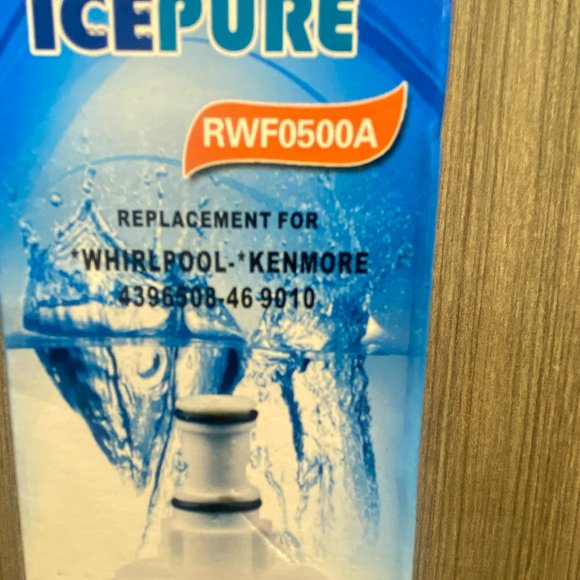 ICEPURE
RWF0500A
REPLACEMENT FOR
*WHIRLPOOL-*KENMORE
4396508-46-9010